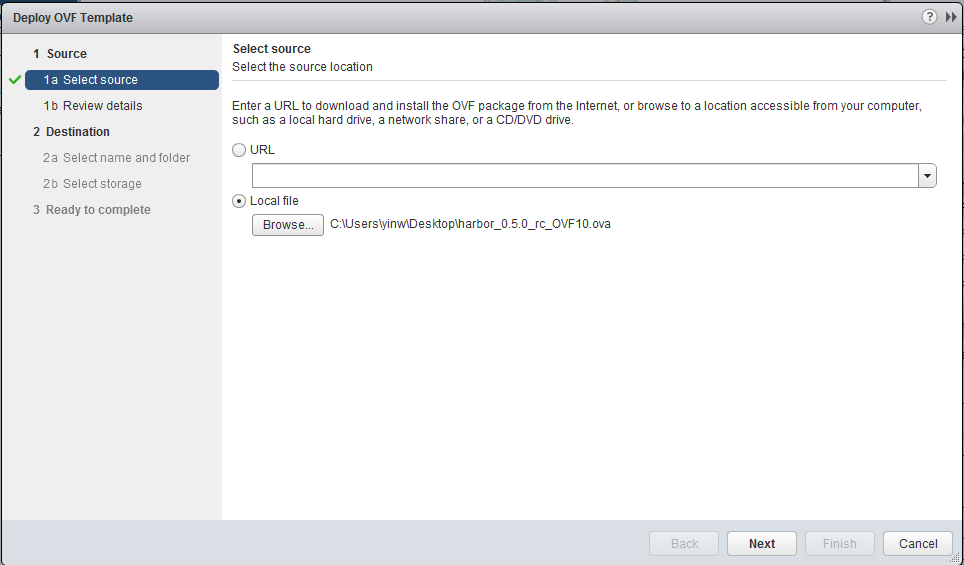 Deploy OVF Template
?
1 Source
1a Select source
1b Review details
2 Destination
2a Select name and folder
2b Select storage
3 Ready to complete
Select source
Select the source location
Enter a URL to download and install the OVF package from the Internet, or browse to a location accessible from your computer,
such as a local hard drive, a network share, or a CD/DVD drive.
URL
Local file
Browse... C:\Users\yinw\Desktop\harbor_0.5.0_rc_OVF10.ova
Back Next Finish Cancel